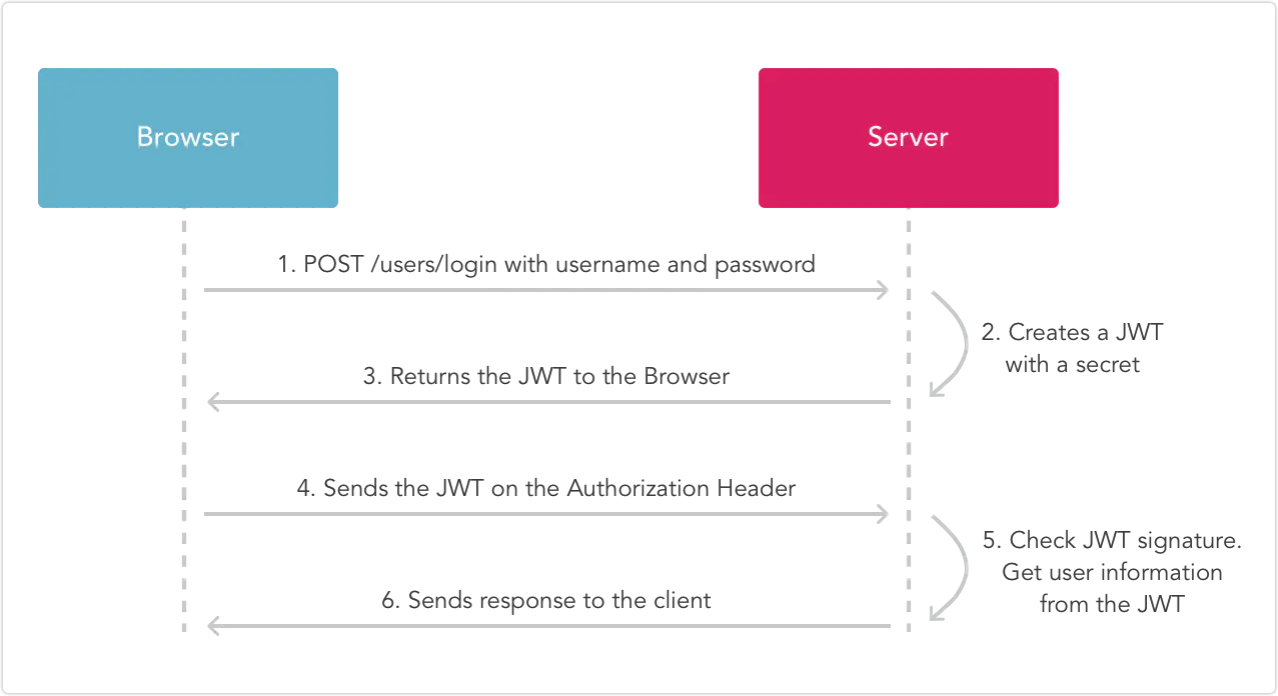 Browser
Server
1. POST /users/login with username and password
2. Creates a JWT
with a secret
3. Returns the JWT to the Browser
4. Sends the JWT on the Authorization Header
5. Check JWT signature.
Get user information
from the JWT
6. Sends response to the client